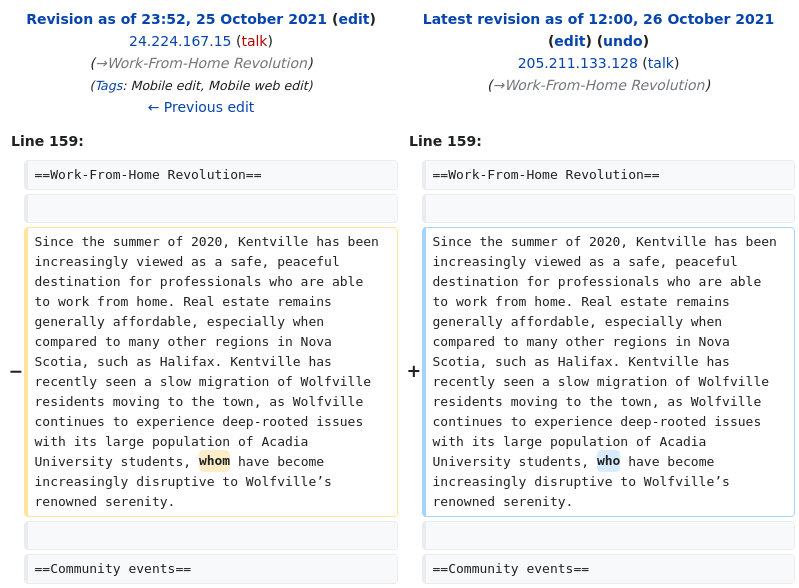 Revision as of 23:52, 25 October 2021 (edit)
24.224.167.15 (talk)
(→Work-From-Home Revolution)
(Tags: Mobile edit, Mobile web edit)
← Previous edit
Latest revision as of 12:00, 26 October 2021
(edit) (undo)
205.211.133.128 (talk)
(→Work-From-Home Revolution)
Line 159:
Line 159:
==Work-From-Home Revolution==
==Work-From-Home Revolution==
−
Since the summer of 2020, Kentville has been
increasingly viewed as a safe, peaceful
destination for professionals who are able
to work from home. Real estate remains
generally affordable, especially when
compared to many other regions in Nova
Scotia, such as Halifax. Kentville has
recently seen a slow migration of Wolfville
residents moving to the town, as Wolfville
continues to experience deep-rooted issues
with its large population of Acadia
University students, whom have become
increasingly disruptive to Wolfville’s
renowned serenity.
+
Since the summer of 2020, Kentville has been
increasingly viewed as a safe, peaceful
destination for professionals who are able
to work from home. Real estate remains
generally affordable, especially when
compared to many other regions in Nova
Scotia, such as Halifax. Kentville has
recently seen a slow migration of Wolfville
residents moving to the town, as Wolfville
continues to experience deep-rooted issues
with its large population of Acadia
University students, who have become
increasingly disruptive to Wolfville’s
renowned serenity.
==Community events==
==Community events==